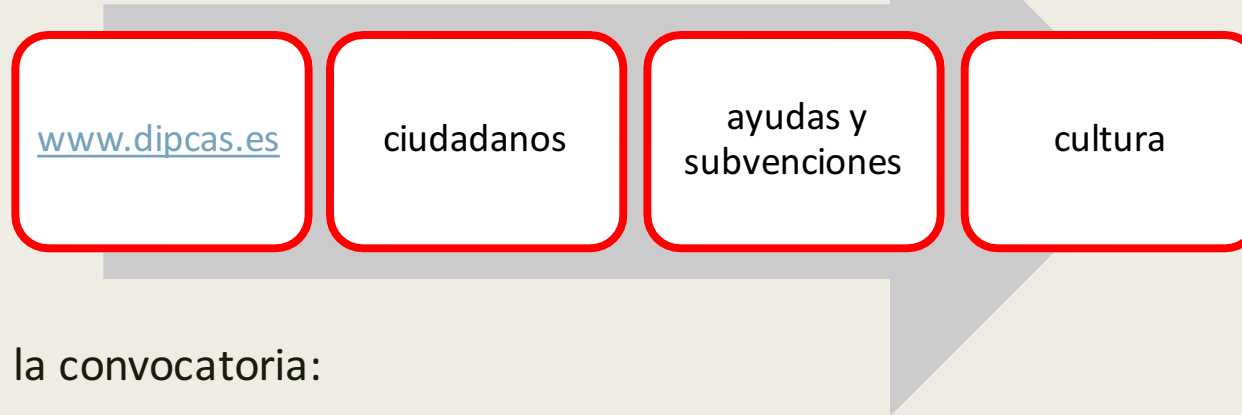 www.dipcas.es
ciudadanos
ayudas y
subvenciones
cultura
la convocatoria: